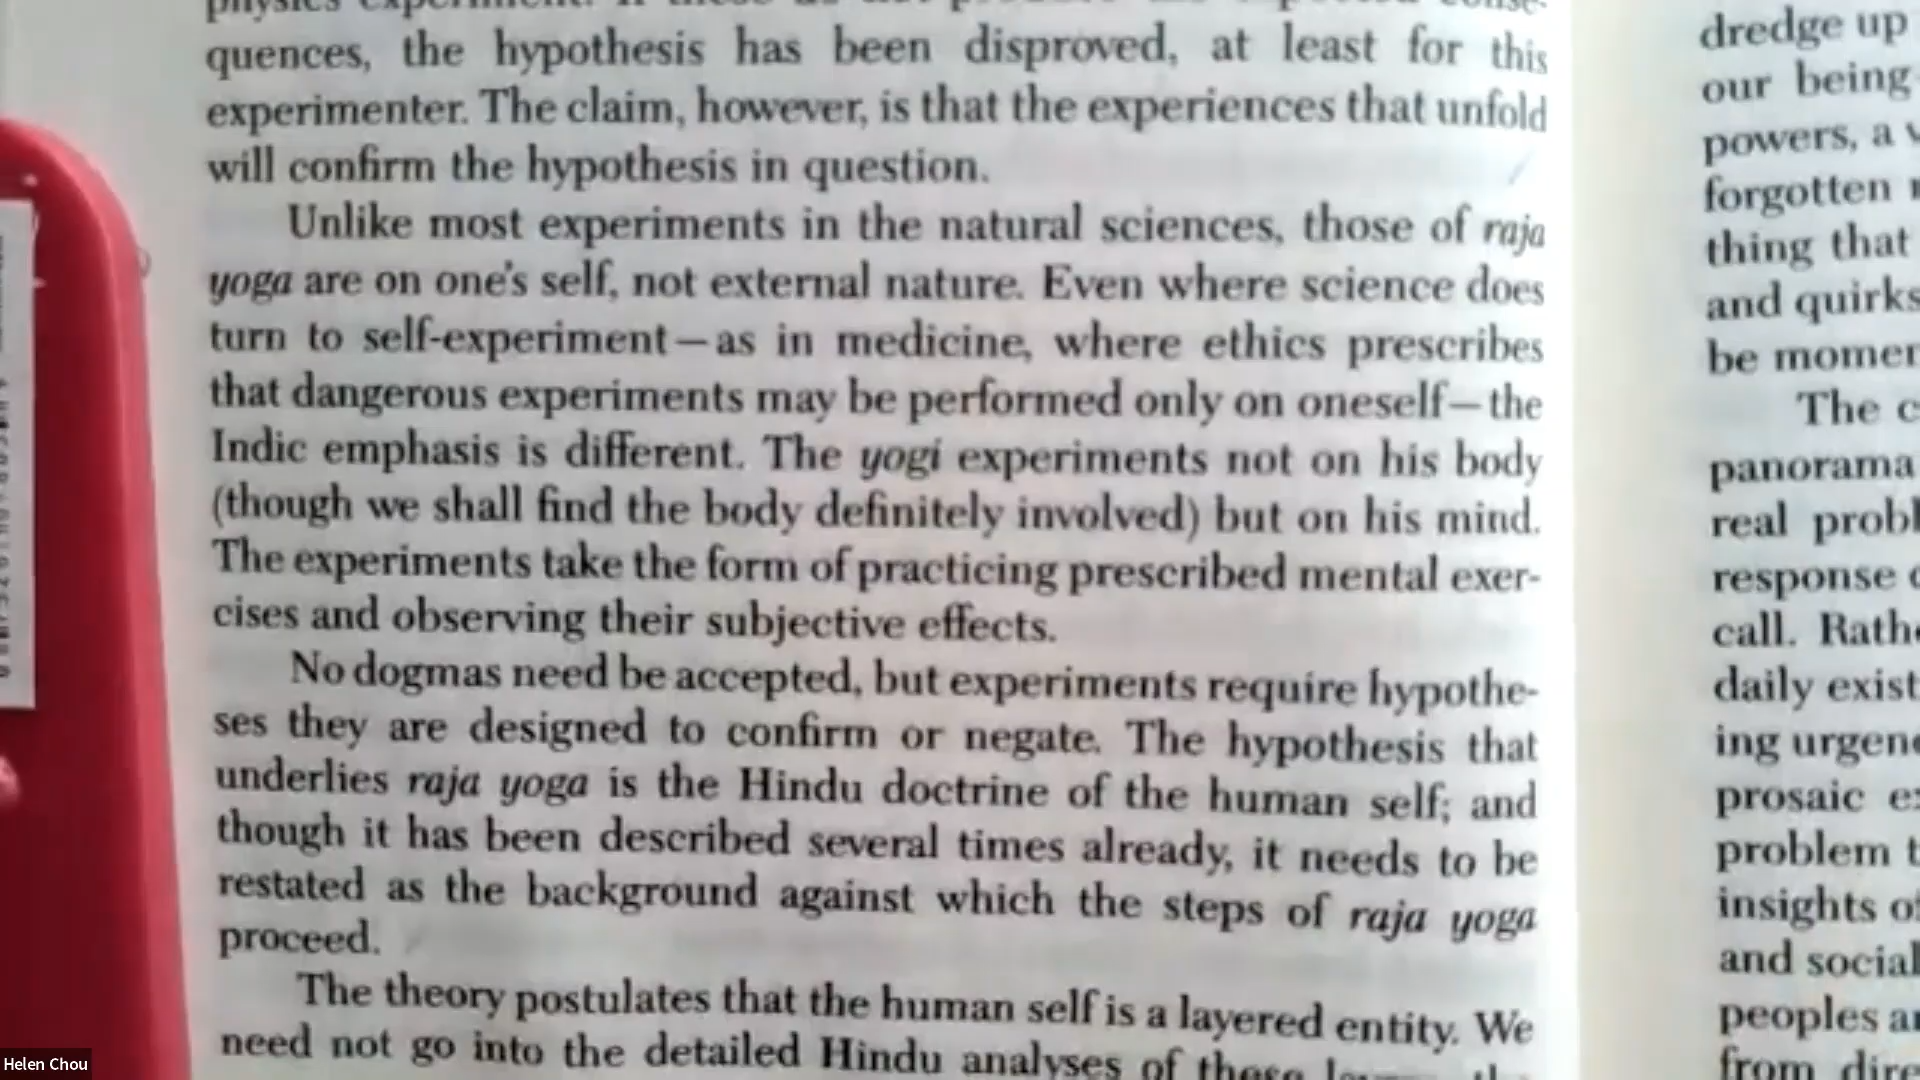 physics experiment. If these
quences, the hypothesis has been disproved, at least for this
experimenter. The claim, however, is that the experiences that unfold
will confirm the hypothesis in question.
Unlike most experiments in the natural sciences, those of raja
yoga are on one's self, not external nature. Even where science does
turn to self-experiment—as in medicine, where ethics prescribes
that dangerous experiments may be performed only on oneself—the
Indic emphasis is different. The yogi experiments not on his body
(though we shall find the body definitely involved) but on his mind.
The experiments take the form of practicing prescribed mental exer-
cises and observing their subjective effects.
No dogmas need be accepted, but experiments require hypothe-
ses they are designed to confirm or negate. The hypothesis that
underlies raja yoga is the Hindu doctrine of the human self; and
though it has been described several times already, it needs to be
restated as the background against which the steps of raja yoga
proceed.
The theory postulates that the human self is a layered entity. We
need not go into the detailed Hindu analyses of these
dredge up
our being
powers, a
forgotten
thing that
and quirks
be
The
panorama
real
response
call.
daily
prosaic
problem
insights
and social
peoples
from
Helen Chou